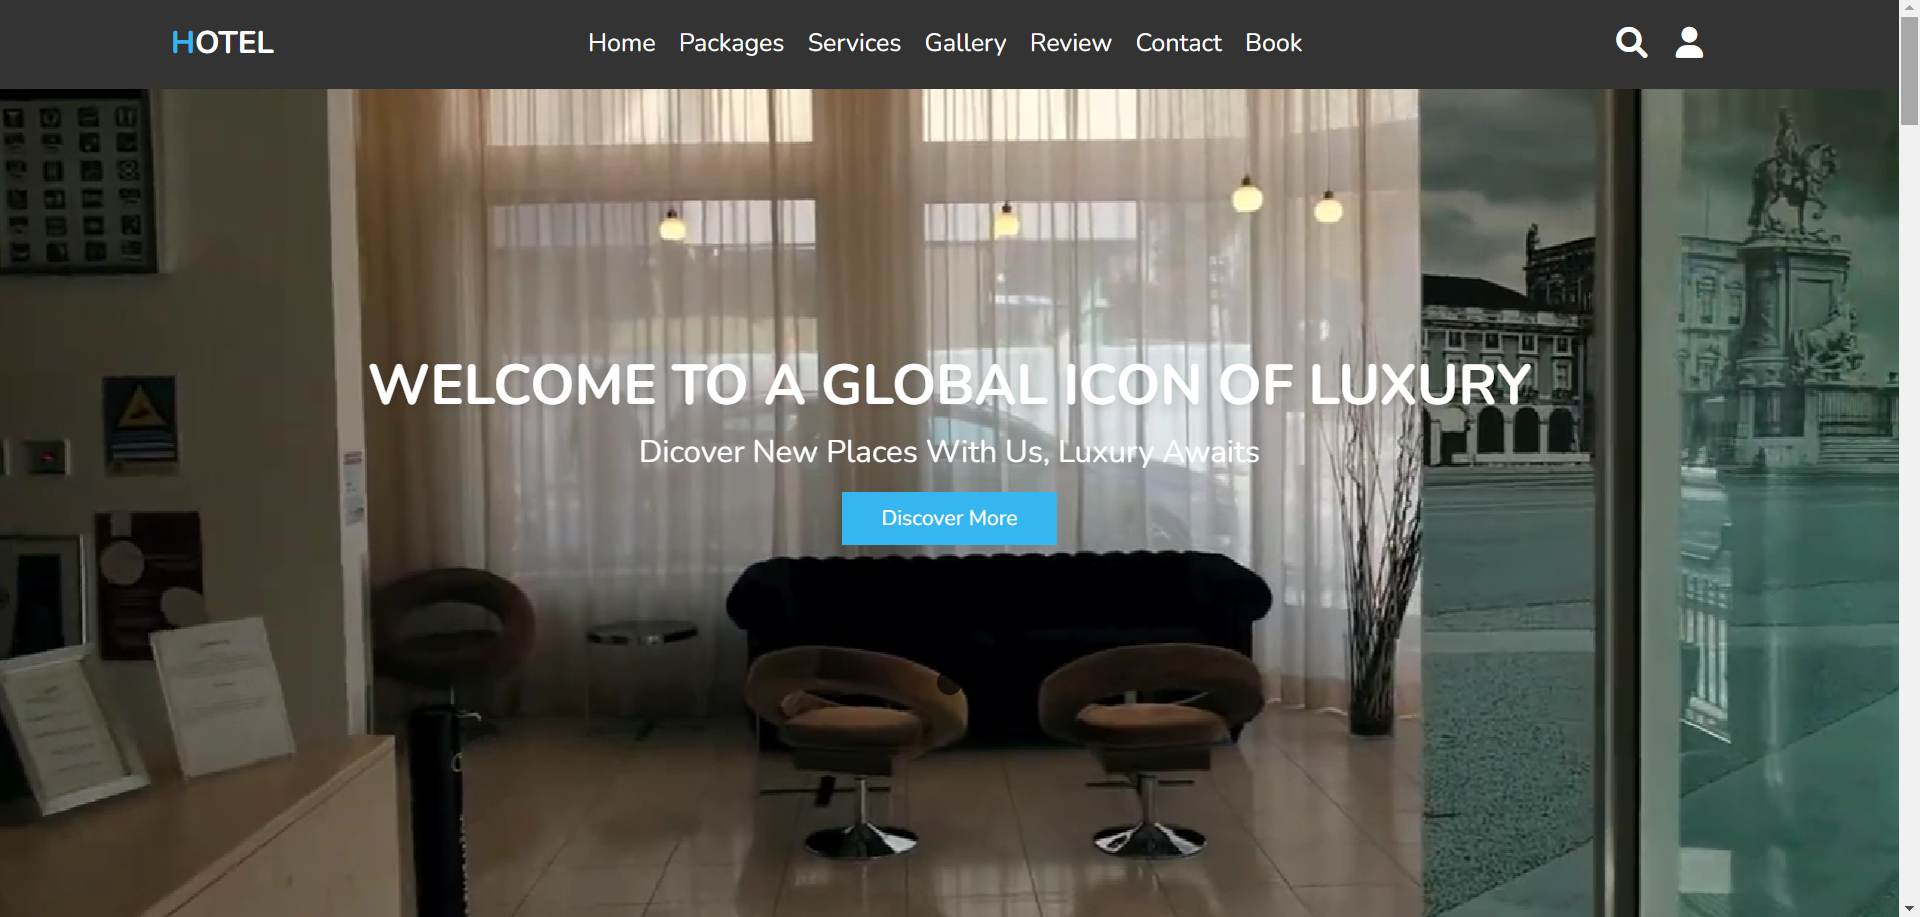 HOTEL
Home Packages Services Gallery Review Contact Book
WELCOME TO A GLOBAL ICON OF LUXURY
Dicover New Places With Us, Luxury Awaits
Discover More